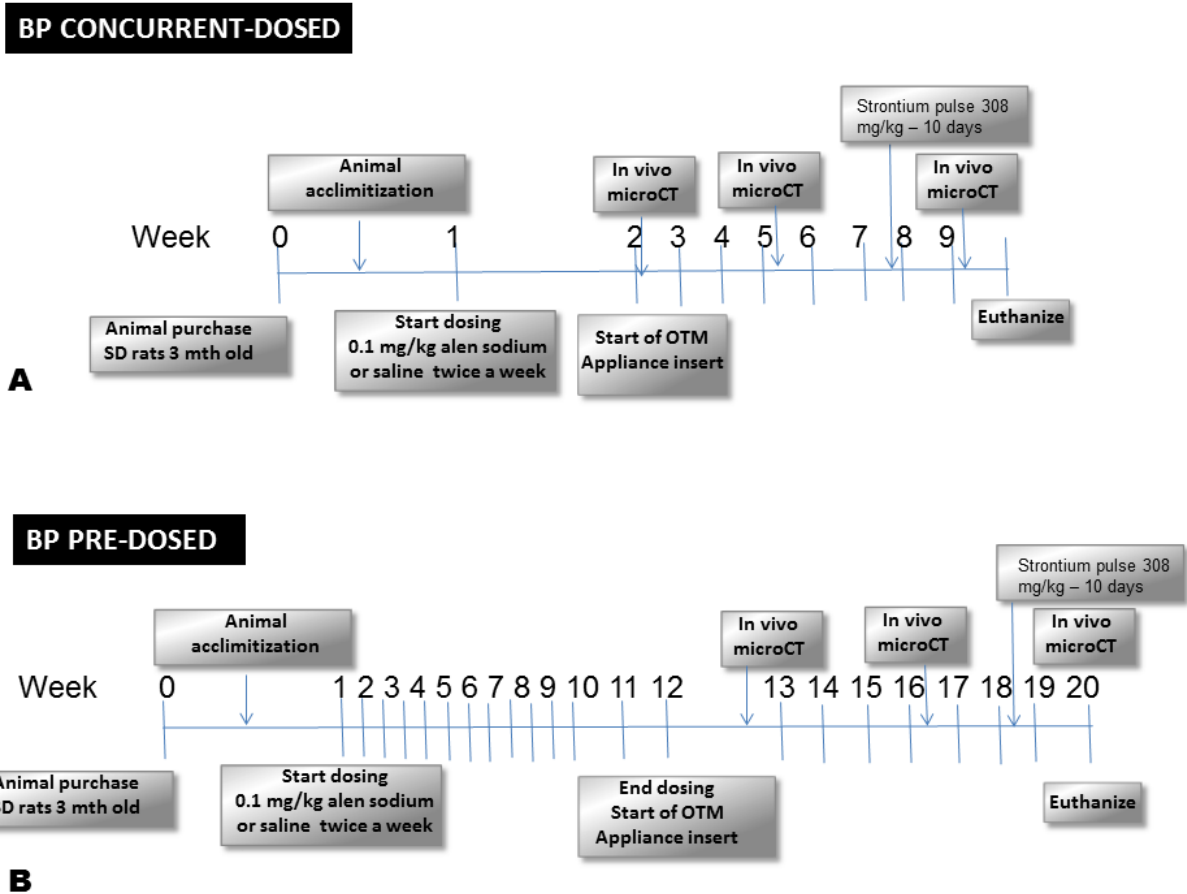 BP CONCURRENT-DOSED
Strontium pulse 308
mg/kg – 10 days
Animal
acclimitization
In vivo
microCT
In vivo
microCT
In vivo
microCT
Week 0 1 2 3 4 5 6 7 8 9
Animal purchase
SD rats 3 mth old
Start dosing
0.1 mg/kg alen sodium
or saline twice a week
Start of OTM
Appliance insert
Euthanize
A
BP PRE-DOSED
Strontium pulse 308
mg/kg – 10 days
Animal
acclimitization
In vivo
microCT
In vivo
microCT
In vivo
microCT
Week 0 1 2 3 4 5 6 7 8 9 10 11 12 13 14 15 16 17 18 19 20
Animal purchase
SD rats 3 mth old
Start dosing
0.1 mg/kg alen sodium
or saline twice a week
End dosing
Start of OTM
Appliance insert
Euthanize
B